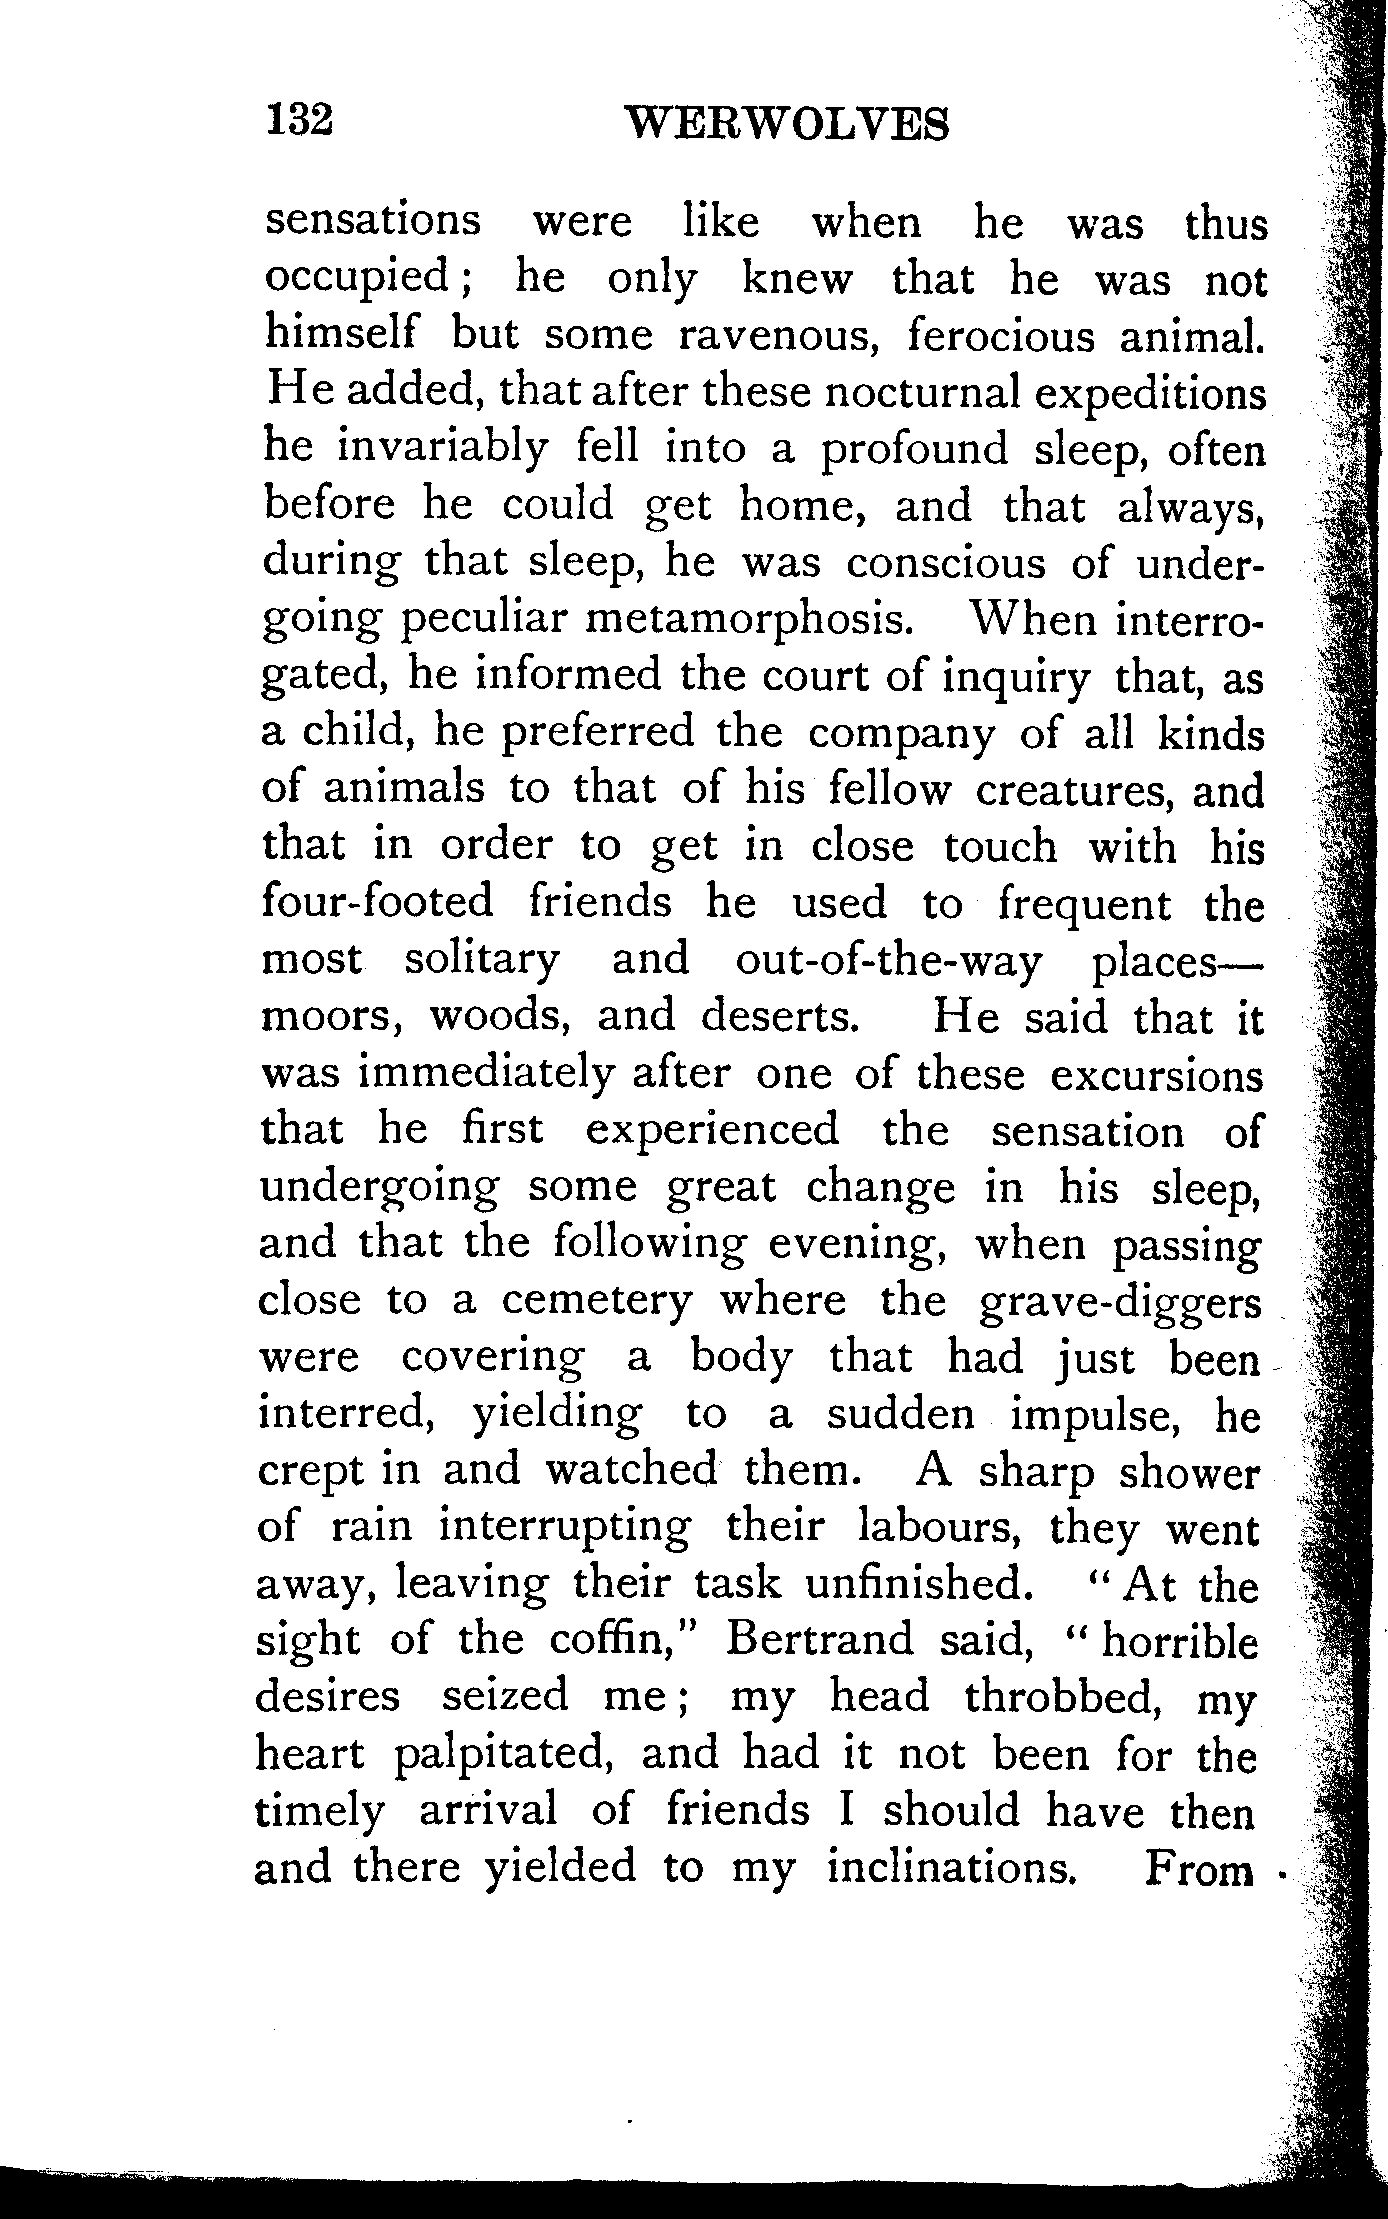 132 WERWOLVES
sensations were like when he was thus
occupied ; he only knew that he was not
himself but some ravenous, ferocious animal.
He added, that after these nocturnal expeditions
he invariably fell into a profound sleep, often
before he could get home, and that always,
during that sleep, he was conscious of under-
going peculiar metamorphosis. When interro-
gated, he informed the court of inquiry that, as
a child, he preferred the company of all kinds
of animals to that of his fellow creatures, and
that in order to get in close touch with his
four-footed friends he used to frequent the
most solitary and out-of-the-way places—
moors, woods, and deserts. He said that it
was immediately after one of these excursions
that he first experienced the sensation of
undergoing some great change in his sleep,
and that the following evening, when passing
close to a cemetery where the grave-diggers
were covering a body that had just been
interred, yielding to a sudden impulse, he
crept in and watched them. A sharp shower
of rain interrupting their labours, they went
away, leaving their task unfinished. “ At the
sight of the coffin,” Bertrand said, “ horrible
desires seized me ; my head throbbed, my
heart palpitated, and had it not been for the
timely arrival of friends I should have then
and there yielded to my inclinations. From